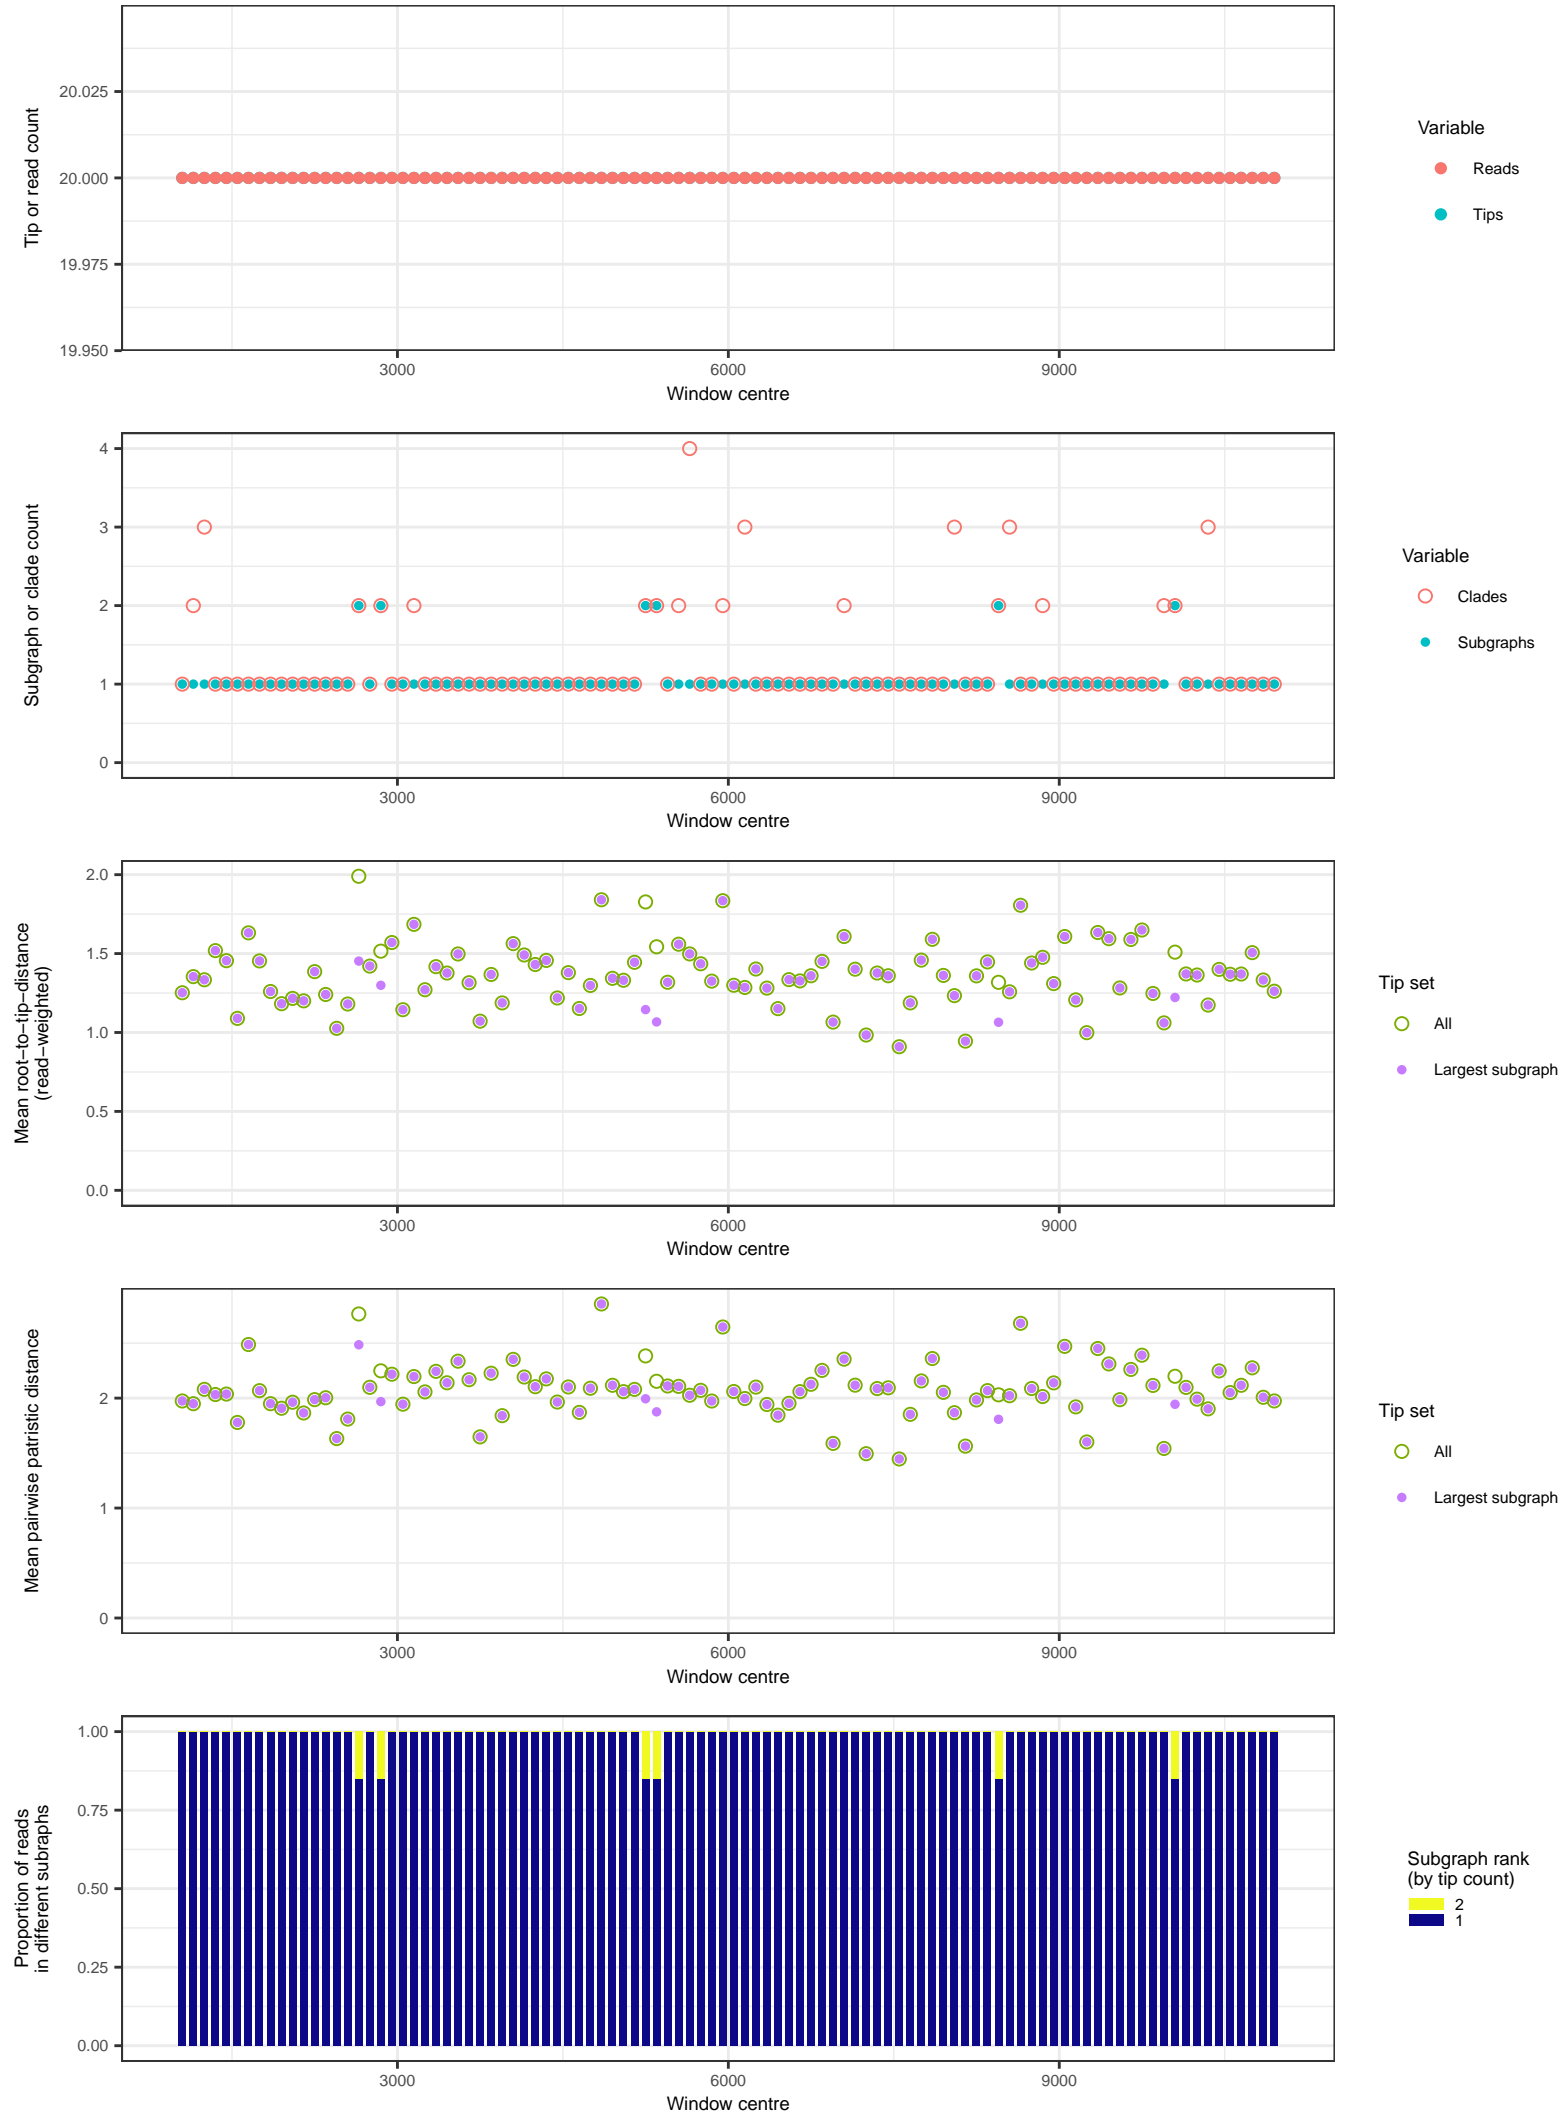 20.025
20.000
19.975
19.950
Tip or read count
3000 6000 9000
Window centre
Variable
Reads
Tips
4
3
2
1
0
Subgraph or clade count
3000 6000 9000
Window centre
Variable
Clades
Subgraphs
2.0
1.5
1.0
0.5
0.0
Mean root−to−tip−distance
(read−weighted)
3000 6000 9000
Window centre
Tip set
All
Largest subgraph
2
1
0
Mean pairwise patristic distance
3000 6000 9000
Window centre
Tip set
All
Largest subgraph
1.00
0.75
0.50
0.25
0.00
Proportion of reads
in different subraphs
3000 6000 9000
Window centre
Subgraph rank
(by tip count)
2
1